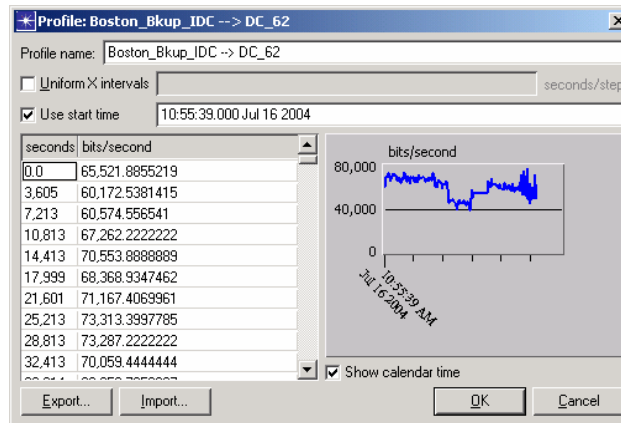 Profile: Boston_Bkup_IDC --> DC_62
Profile name: Boston_Bkup_IDC --> DC_62
Uniform X intervals seconds/step
Use start time 10:55:39.000 Jul 16 2004
seconds bits/second
0.0 65,521.8855219
3,605 60,172.5381415
7,213 60,574.556541
10,813 67,262.2222222
14,413 70,553.8888889
17,999 68,368.9347462
21,601 71,167.4069961
25,213 73,313.3997785
28,813 73,287.2222222
32,413 70,059.4444444
bits/second
80,000
40,000
0
10:55:39 AM
Jul 16 2004
Show calendar time
Export...
Import...
OK
Cancel